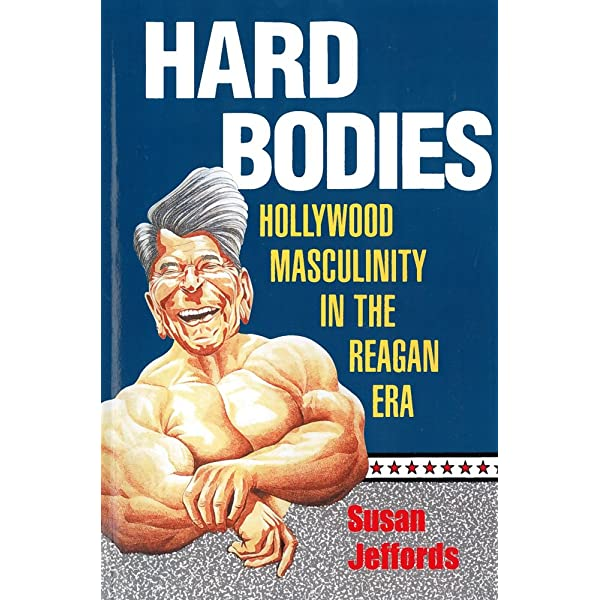 HARD
BODIES
HOLLYWOOD
MASCULINITY
IN THE
REAGAN
ERA
Susan
Jeffords